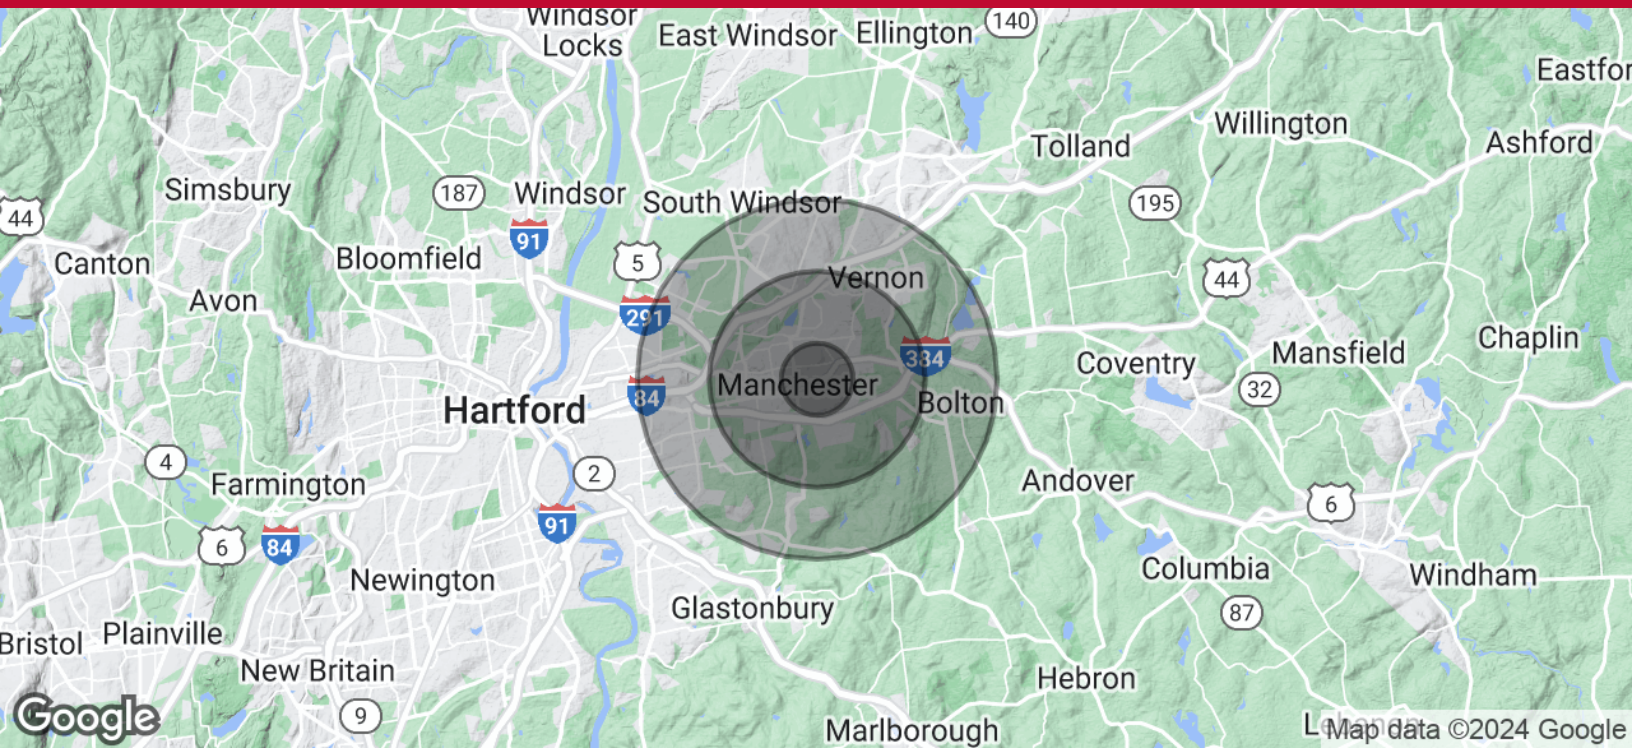 Windsor
Locks
East Windsor
Ellington
140
Eastfor
Willington
Tolland
Ashford
Simsbury
187
Windsor
South Windsor
195
44
91
5
Bloomfield
Canton
Vernon
44
Avon
291
Chaplin
384
Mansfield
Coventry
Manchester
32
84
Bolton
Hartford
4
2
Andover
Farmington
6
91
6
84
Columbia
Windham
Newington
Glastonbury
87
Plainville
Bristol
New Britain
Hebron
Google
9
Marlborough
Map data ©2024 Google